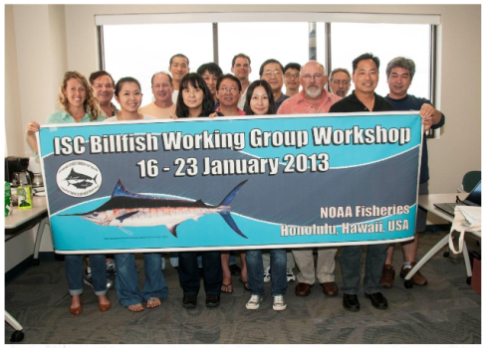 ISC Billfish Working Group Workshop
16 - 23 January 2013
NOAA Fisheries
Honolulu, Hawaii, USA